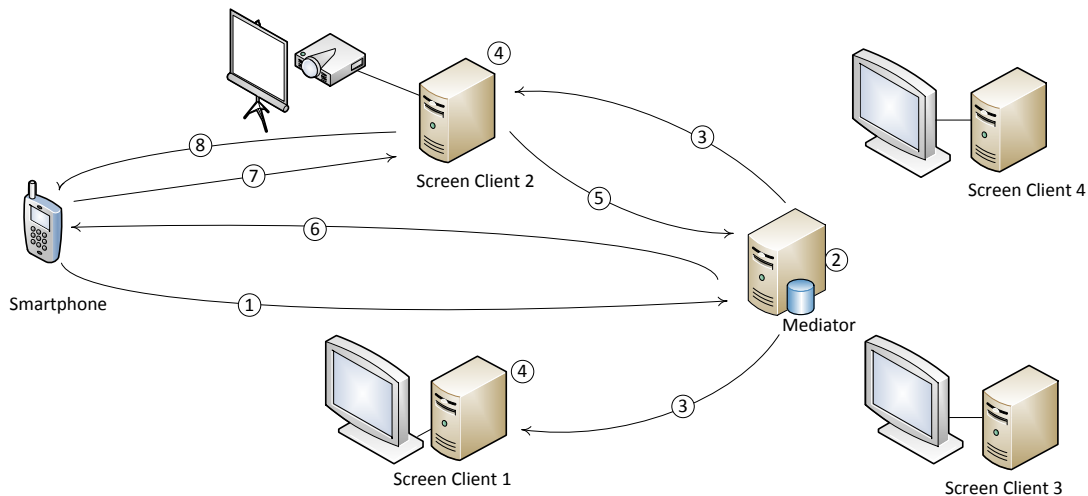 ④
③
⑧
⑦
Screen Client 2
Screen Client 4
⑤
⑥
②
Smartphone
①
Mediator
④
③
Screen Client 1
Screen Client 3